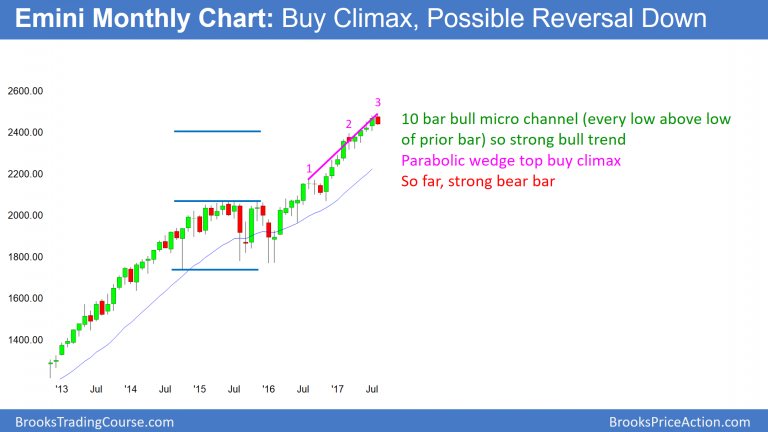 Emini Monthly Chart: Buy Climax, Possible Reversal Down
2600.00
2400.00
2200.00
2000.00
1800.00
1600.00
1400.00
1
2
3
10 bar bull micro channel (every low above low
of prior bar) so strong bull trend
Parabolic wedge top buy climax
So far, strong bear bar
'13 Jul '14 Jul '15 Jul '16 Jul '17 Jul
BrooksTradingCourse.com BrooksPriceAction.com